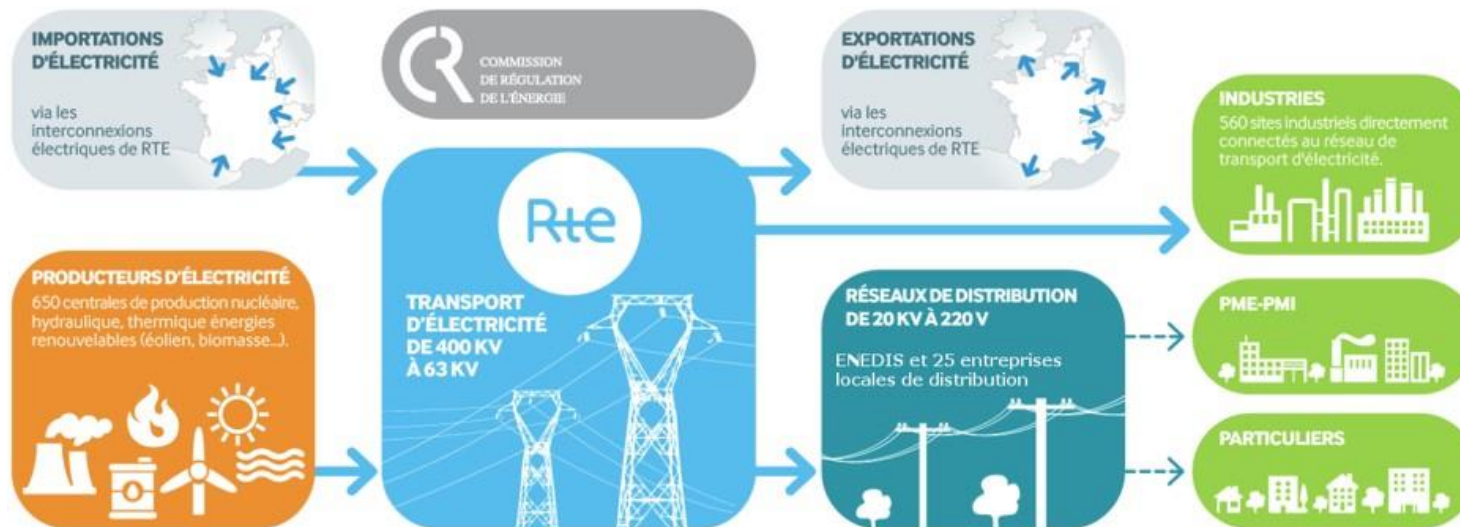 IMPORTATIONS
D'ÉLECTRICITÉ
via les
interconnexions
électriques de RTE
CR
COMMISSION
DE RÉGULATION
DE L'ÉNERGIE
EXPORTATIONS
D'ÉLECTRICITÉ
via les
interconnexions
électriques de RTE
INDUSTRIES
560 sites industriels directement
connectés au réseau de
transport d'électricité.
PRODUCTEURS D'ÉLECTRICITÉ
650 centrales de production nucléaire,
hydraulique, thermique énergies
renouvelables (éolien, biomasse...).
Rte
TRANSPORT
D'ÉLECTRICITÉ
DE 400 KV
À 63 KV
RÉSEAUX DE DISTRIBUTION
DE 20 KV À 220 V
ENEDIS et 25 entreprises
locales de distribution
PME-PMI
PARTICULIERS